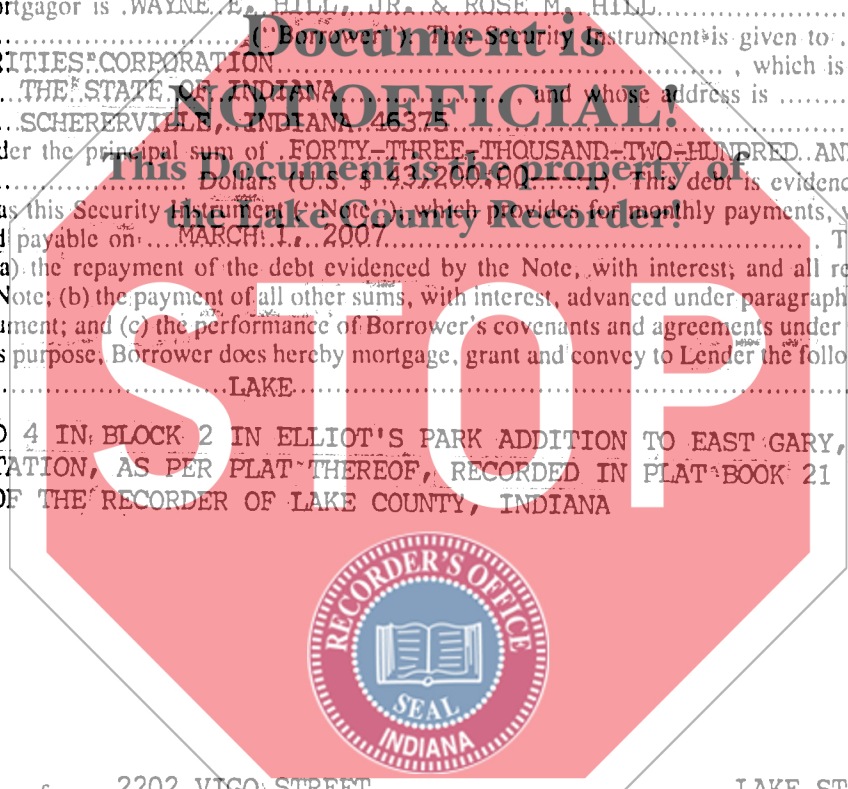 ortgagor is WAYNE E. HILL, JR. & ROSE M. HILL
Document is
("Borrower"). This Security Instrument is given to
RITIES CORPORATION , which is
THE STATE OF INDIANA , and whose address is
NOT OFFICIAL!
SCHERERVILLE, INDIANA 46375
der the principal sum of FORTY-THREE-THOUSAND-TWO-HUNDRED AN
This Document is the property of
Dollars (U.S. $ 43,200.00-----). This debt is evidenc
as this Security Instrument ("Note"), which provides for monthly payments, w
the Lake County Recorder!
d payable on MARCH 1, 2007 . T
a) the repayment of the debt evidenced by the Note, with interest, and all re
Note; (b) the payment of all other sums, with interest, advanced under paragraph
ument; and (c) the performance of Borrower's covenants and agreements under
s purpose, Borrower does hereby mortgage, grant and convey to Lender the follo
LAKE
STOP
D 4 IN BLOCK 2 IN ELLIOT'S PARK ADDITION TO EAST GARY,
TATION, AS PER PLAT THEREOF, RECORDED IN PLAT BOOK 21
OF THE RECORDER OF LAKE COUNTY, INDIANA
RECORDER'S OFFICE
SEAL
INDIANA
2202 VIGO STREET LAKE ST